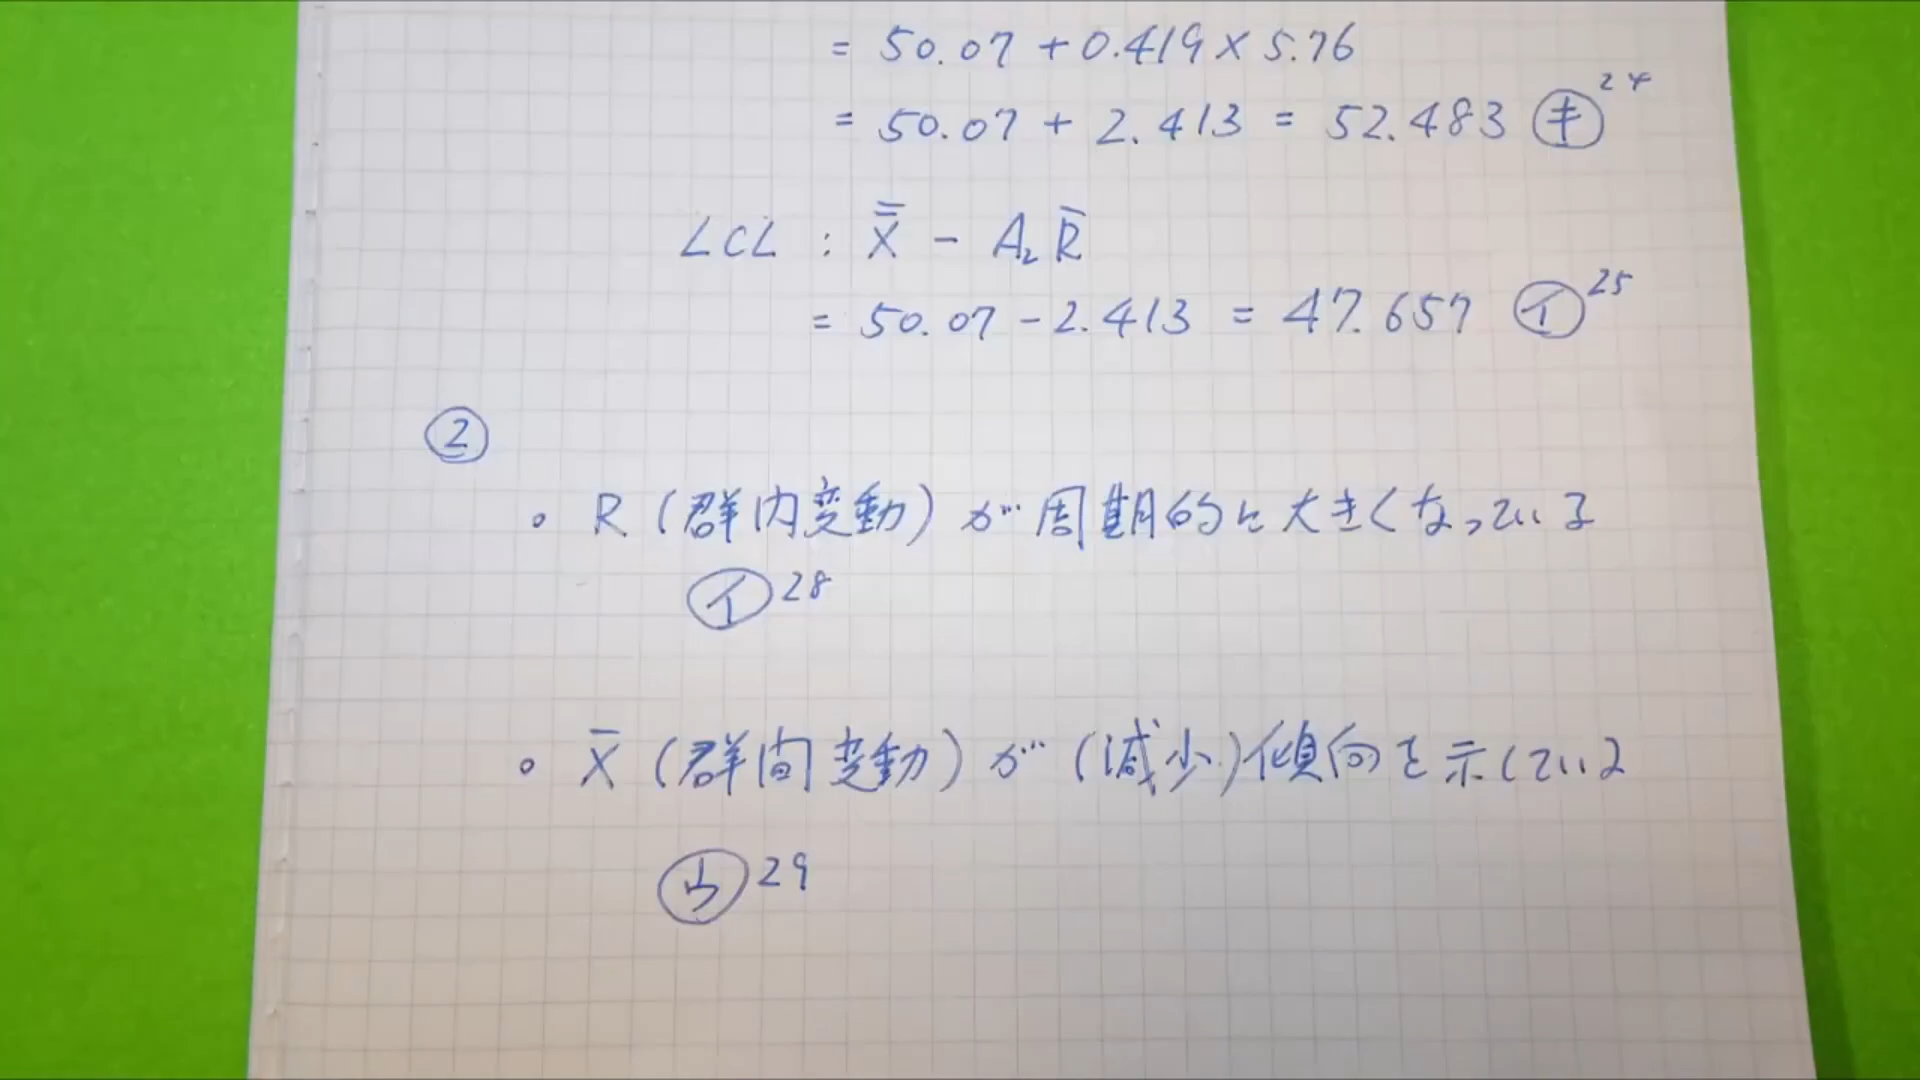 = 50.07 + 0.419 × 5.76
= 50.07 + 2.413 = 52.483 キ 24
LCL : X̿ - A₂R̄
= 50.07 - 2.413 = 47.657 イ 25
②
• R (群内変動) が周期的に大きくなっている
イ 28
• X̄ (群間変動) が (減少)傾向を示している
ウ 29